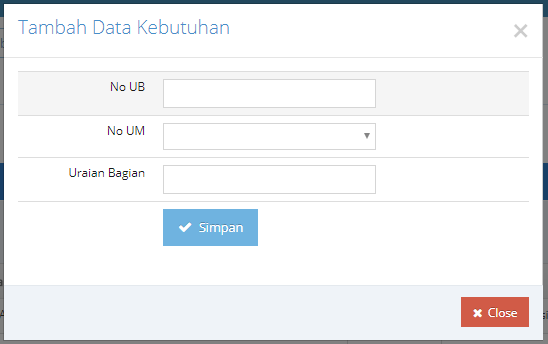 Tambah Data Kebutuhan
No UB
No UM
Uraian Bagian
Simpan
Close